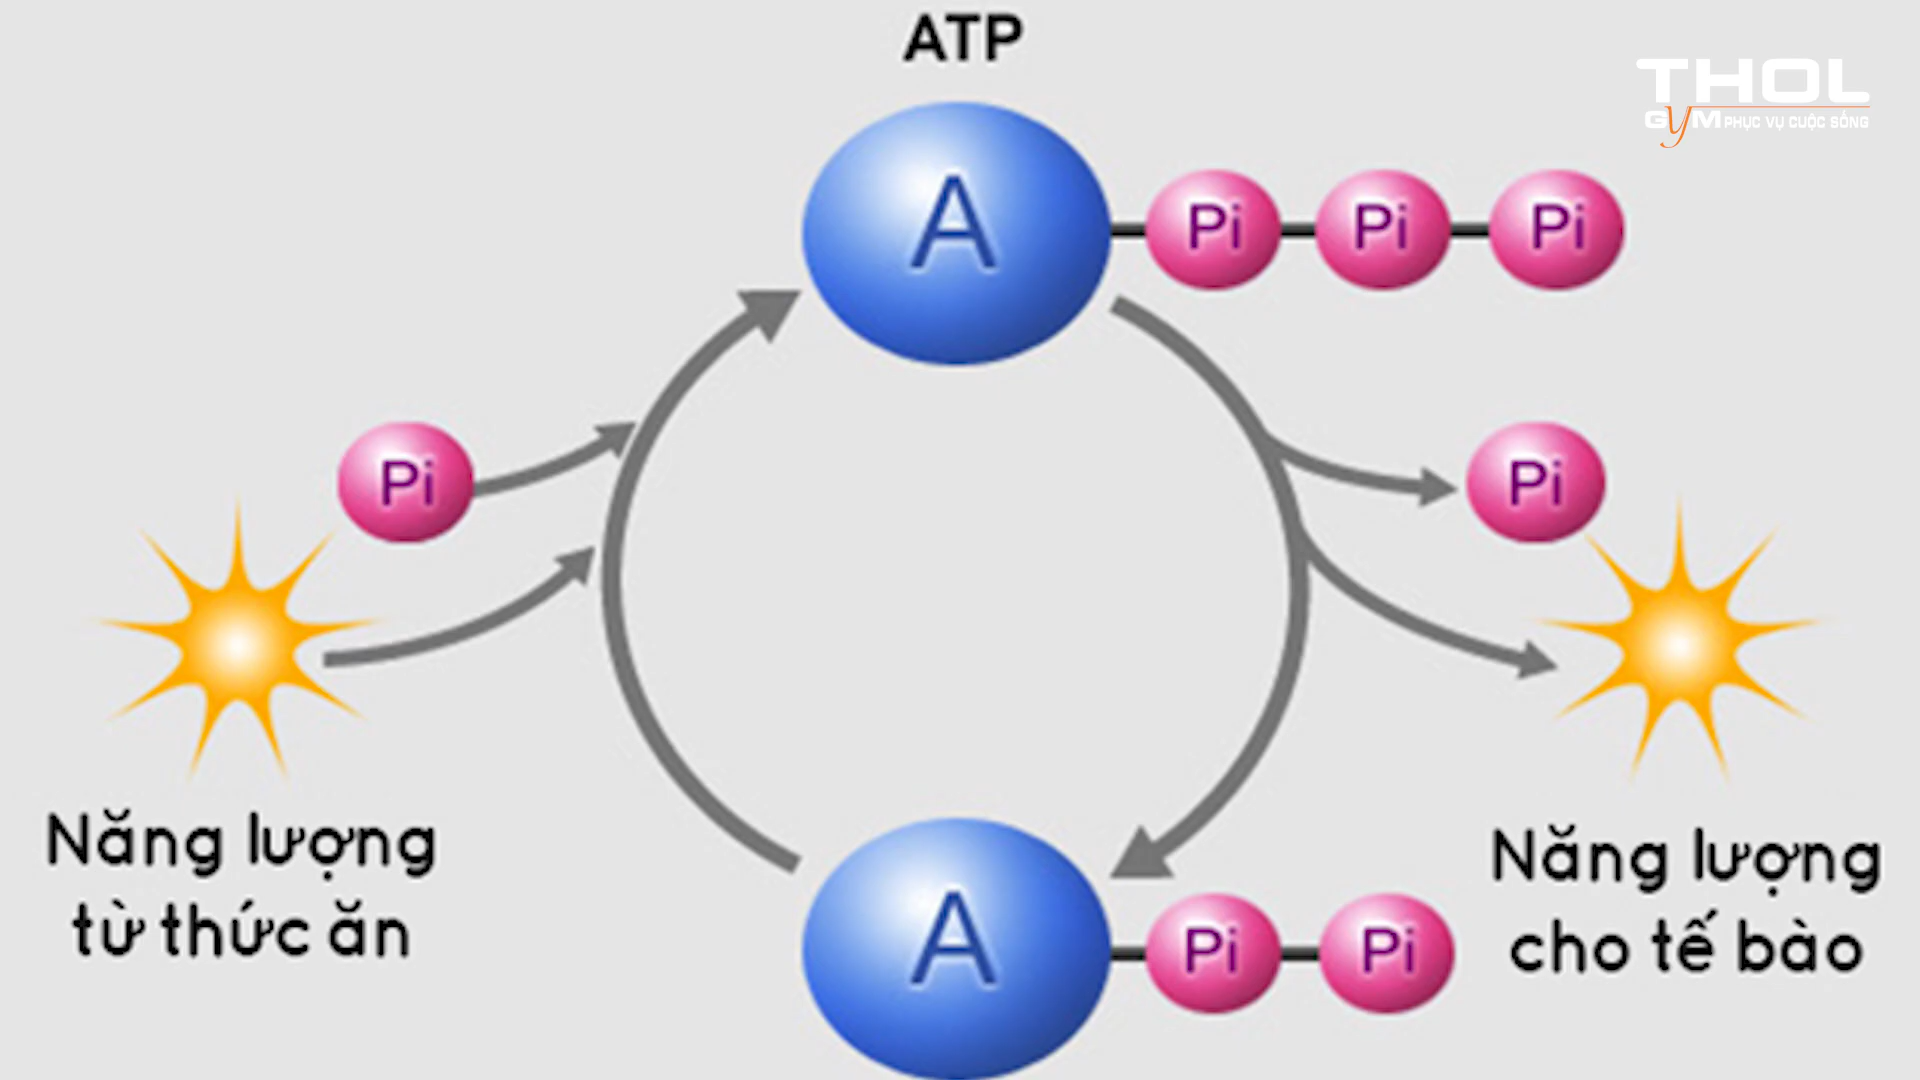 ATP
THOL
GYM PHỤC VỤ CUỘC SỐNG
A Pi Pi Pi
Pi Pi
Năng lượng
từ thức ăn
Năng lượng
cho tế bào
A Pi Pi